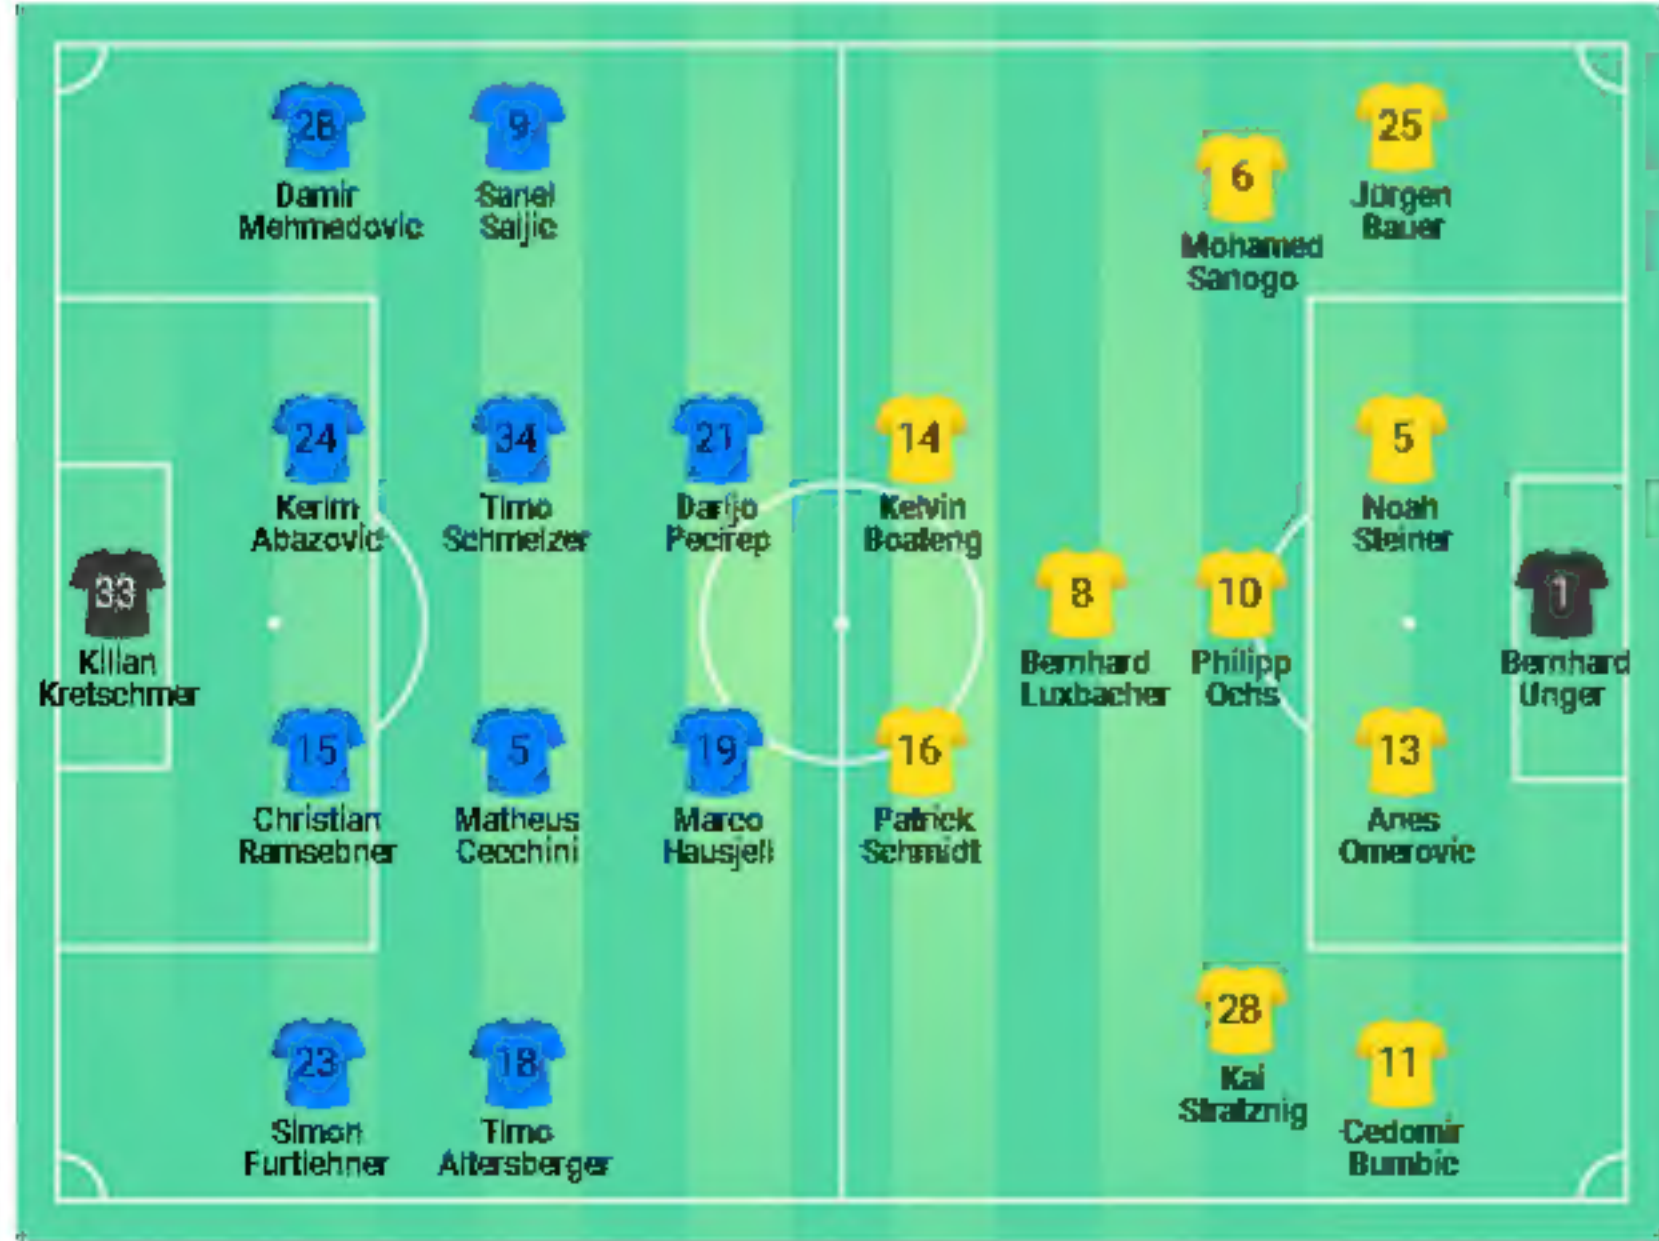 28
Damir
Mehmedovic
9
Sanel
Saljic
6
Mohamed
Sanogo
25
Jürgen
Bauer
24
Kerim
Abazovic
34
Timo
Schmelzer
21
Darijo
Pecirep
14
Kelvin
Boateng
5
Noah
Steiner
33
Kilian
Kretschmer
8
Bernhard
Luxbacher
10
Philipp
Ochs
1
Bernhard
Unger
15
Christian
Ramsebner
5
Matheus
Cecchini
19
Marco
Hausjell
16
Patrick
Schmidt
13
Anes
Omerovic
23
Simon
Furtlehner
18
Timo
Altersberger
28
Kai
Stratznig
11
Cedomir
Bumbic